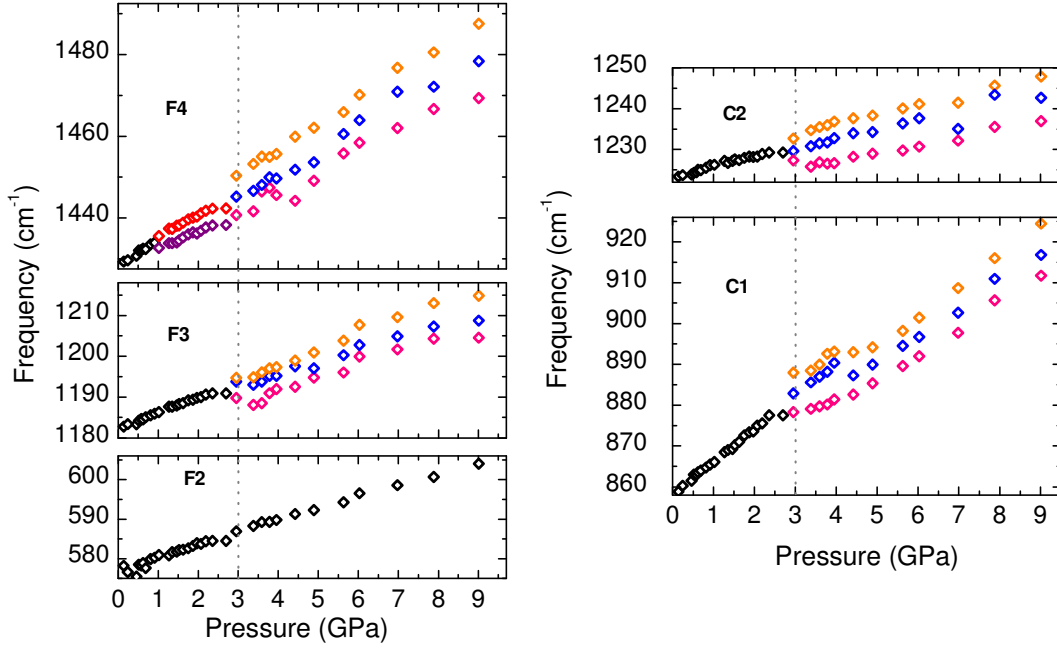 Frequency (cm⁻¹)
1480
1460
1440
F4
1210
1200
1190
1180
F3
600
590
580
F2
0 1 2 3 4 5 6 7 8 9
Pressure (GPa)
Frequency (cm⁻¹)
1250
1240
1230
C2
920
910
900
890
880
870
860
C1
0 1 2 3 4 5 6 7 8 9
Pressure (GPa)